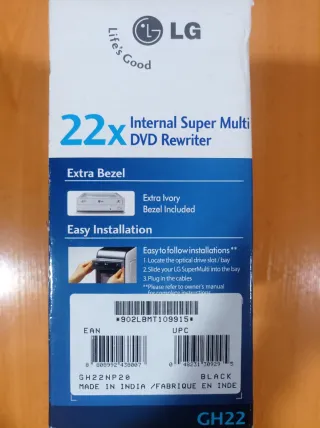 LG
Life's Good
22x Internal Super Multi
DVD Rewriter
Extra Bezel
Extra Ivory
Bezel Included
Easy Installation
Easy to follow installations**
1. Locate the optical drive slot / bay
2. Slide your LG SuperMulti into the bay
3. Plug in the cables
**Please refer to owner's manual
for complete instructions
*902LBMT109915*
EAN UPC
GH22NP20 BLACK
MADE IN INDIA /FABRIQUE EN INDE
GH22